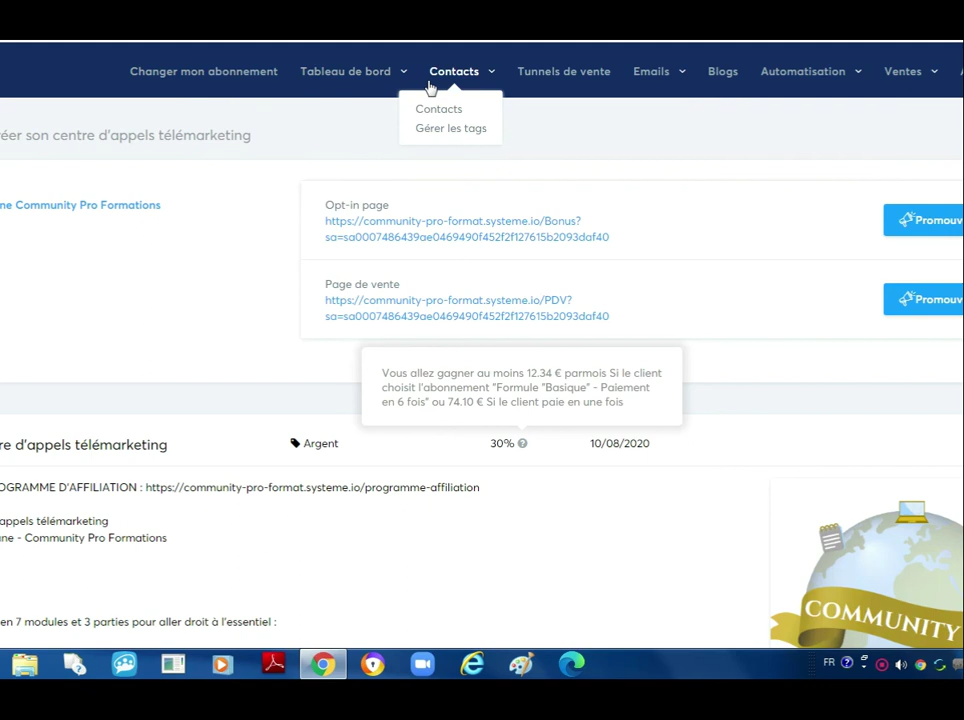 Changer mon abonnement Tableau de bord Contacts Tunnels de vente Emails Blogs Automatisation Ventes
Contacts
Gérer les tags
éer son centre d'appels télémarketing
ne Community Pro Formations
Opt-in page
https://community-pro-format.systeme.io/Bonus?
sa=sa0007486439ae0469490f452f2f127615b2093daf40
Promouv
Page de vente
https://community-pro-format.systeme.io/PDV?
sa=sa0007486439ae0469490f452f2f127615b2093daf40
Promouv
Vous allez gagner au moins 12.34 € parmois Si le client
choisit l'abonnement "Formule "Basique" - Paiement
en 6 fois" ou 74.10 € Si le client paie en une fois
re d'appels télémarketing Argent 30% 10/08/2020
OGRAMME D'AFFILIATION : https://community-pro-format.systeme.io/programme-affiliation
appels télémarketing
ne - Community Pro Formations
en 7 modules et 3 parties pour aller droit à l'essentiel :
COMMUNITY
FR